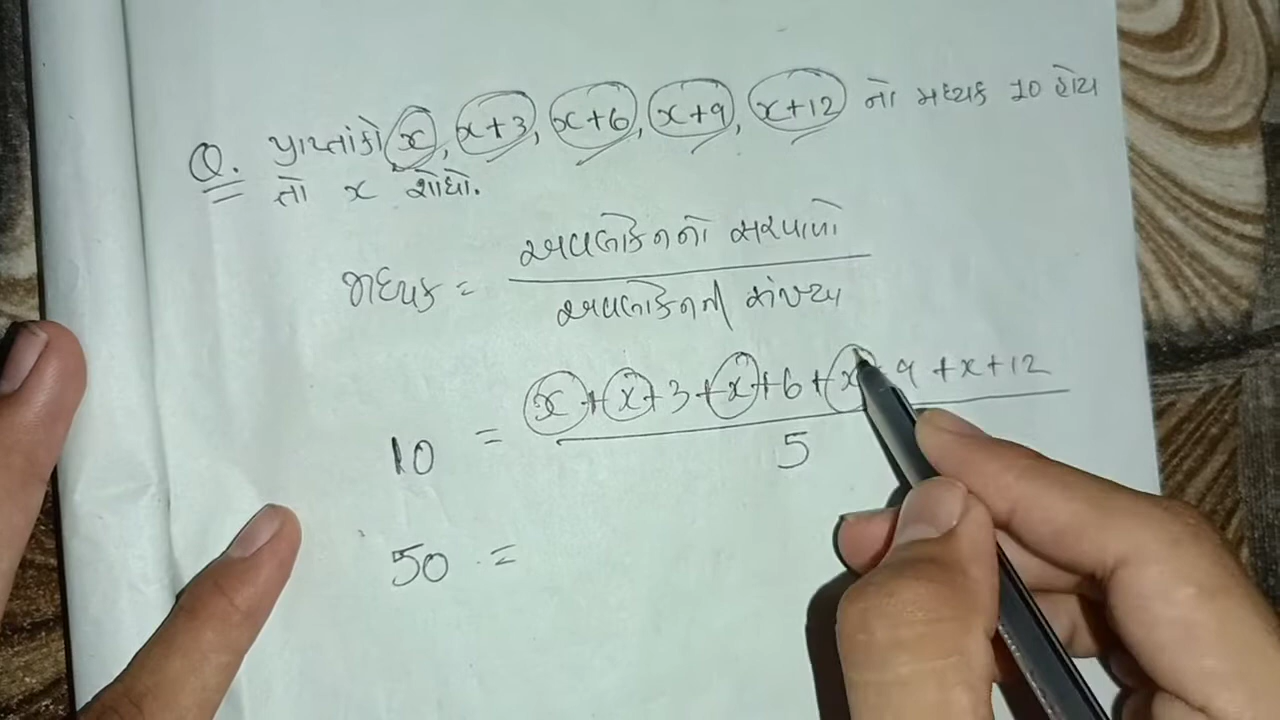 Q. પ્રાપ્તાંકો x, x+3, x+6, x+9, x+12 નો મધ્યક 10 હોય
તો x શોધો.
મધ્યક = અવલોકનનો સરવાળો
અવલોકનની સંખ્યા
10 = x + x + 3 + x + 6 + x + 9 + x + 12
5
50 =